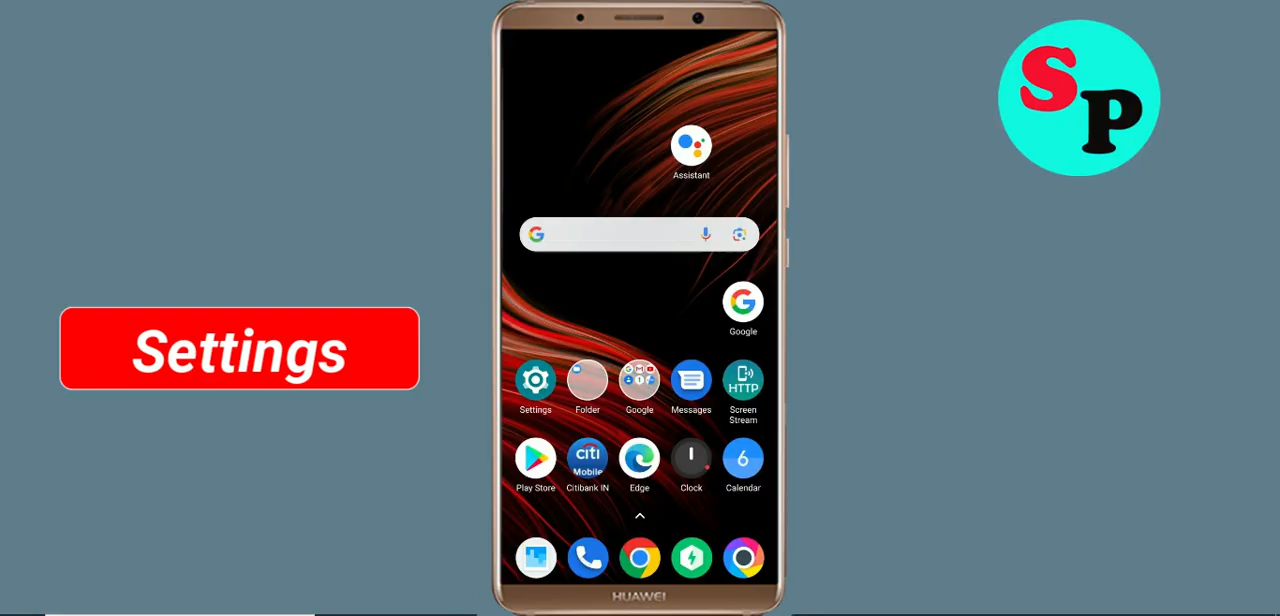 SP
Assistant
Google
Settings
Settings
Folder
Google
Messages
HTTP
Screen
Stream
citi
Mobile
6
Play Store
Citibank IN
Edge
Clock
Calendar
HUAWEI